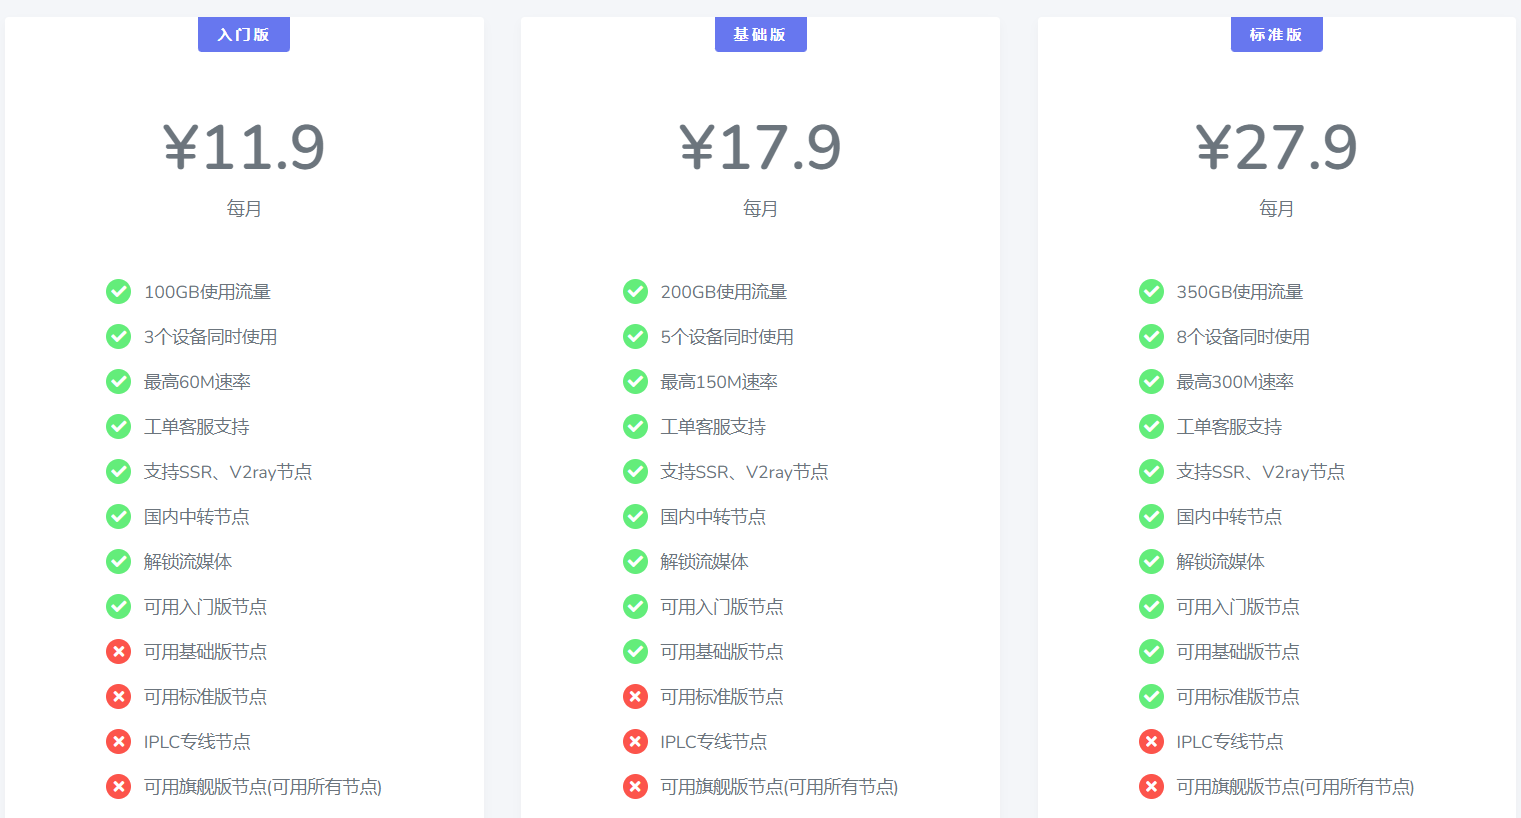 入门版
¥11.9
每月
100GB使用流量
3个设备同时使用
最高60M速率
工单客服支持
支持SSR、V2ray节点
国内中转节点
解锁流媒体
可用入门版节点
可用基础版节点
可用标准版节点
IPLC专线节点
可用旗舰版节点(可用所有节点)
基础版
¥17.9
每月
200GB使用流量
5个设备同时使用
最高150M速率
工单客服支持
支持SSR、V2ray节点
国内中转节点
解锁流媒体
可用入门版节点
可用基础版节点
可用标准版节点
IPLC专线节点
可用旗舰版节点(可用所有节点)
标准版
¥27.9
每月
350GB使用流量
8个设备同时使用
最高300M速率
工单客服支持
支持SSR、V2ray节点
国内中转节点
解锁流媒体
可用入门版节点
可用基础版节点
可用标准版节点
IPLC专线节点
可用旗舰版节点(可用所有节点)